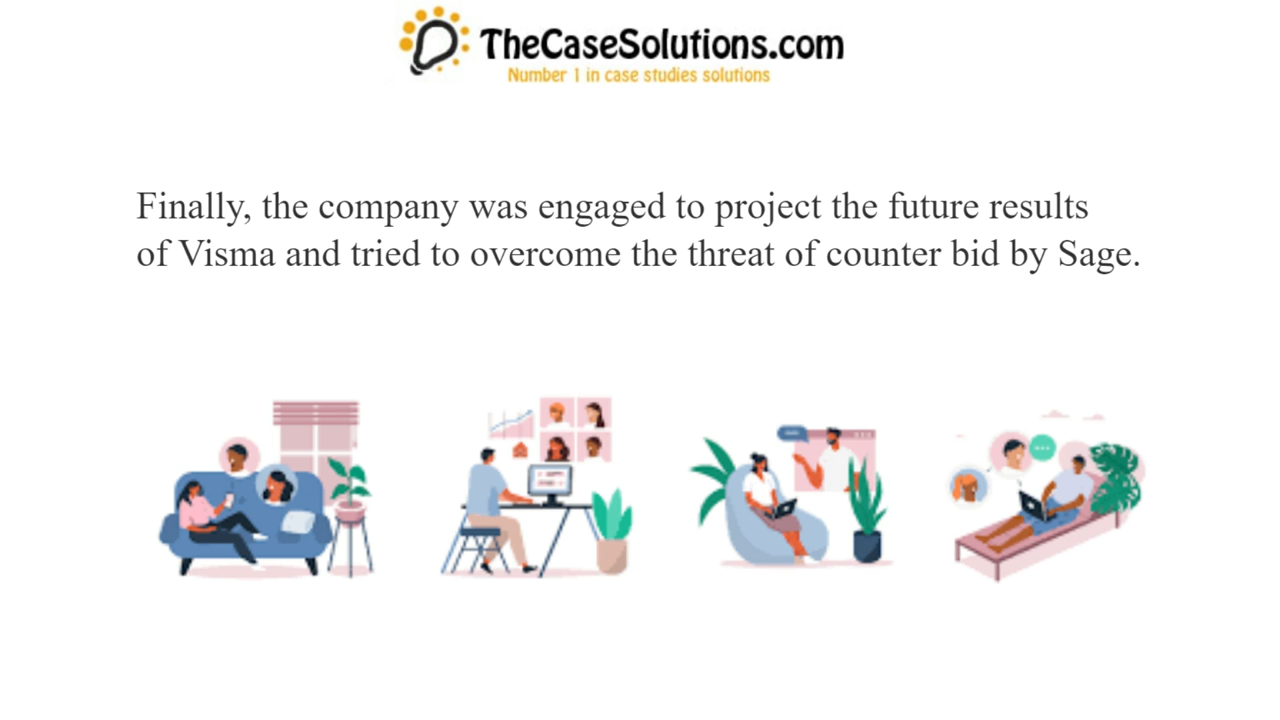 TheCaseSolutions.com
Number 1 in case studies solutions
Finally, the company was engaged to project the future results
of Visma and tried to overcome the threat of counter bid by Sage.